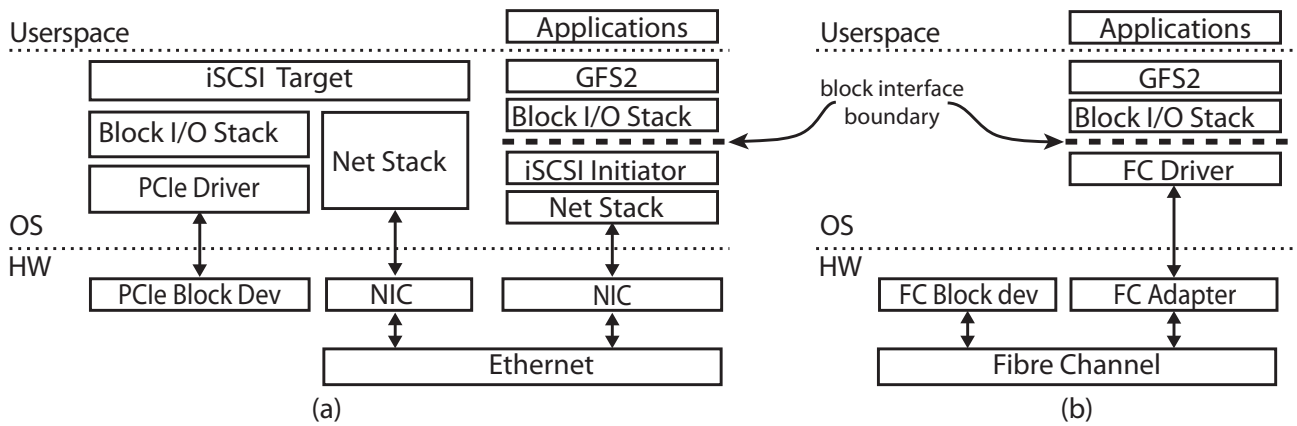 Userspace
Applications
iSCSI Target
GFS2
Block I/O Stack
Block I/O Stack
Net Stack
PCIe Driver
iSCSI Initiator
Net Stack
OS
HW
PCIe Block Dev
NIC
NIC
Ethernet
(a)
block interface
boundary
Userspace
Applications
GFS2
Block I/O Stack
FC Driver
OS
HW
FC Block dev
FC Adapter
Fibre Channel
(b)